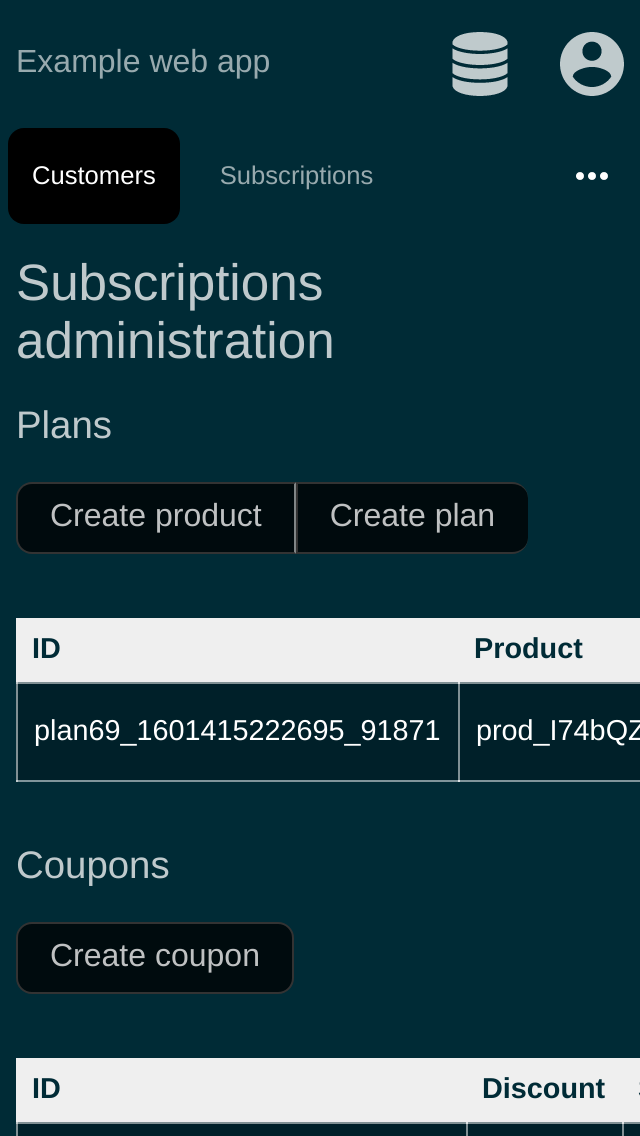 Example web app
Customers Subscriptions
Subscriptions
administration
Plans
Create product Create plan
ID Product
plan69_1601415222695_91871 prod_I74bQZ
Coupons
Create coupon
ID Discount